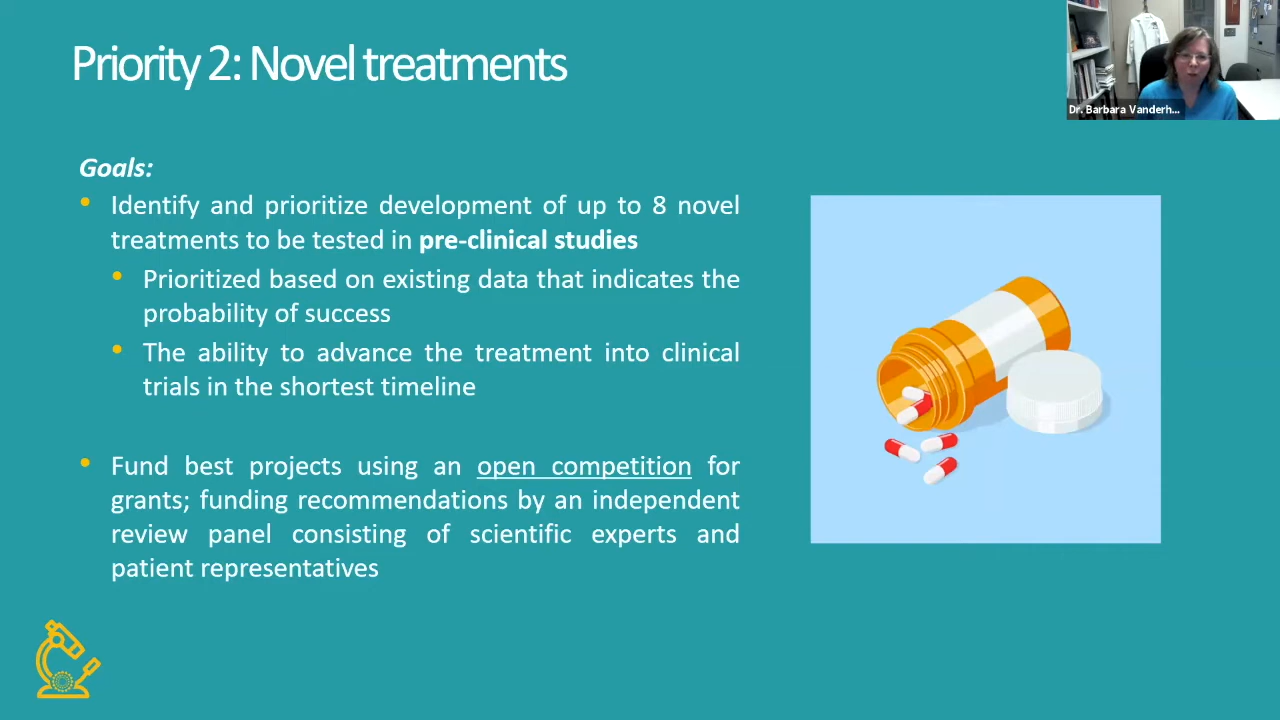 Priority 2: Novel treatments
Dr. Barbara Vanderh...
Goals:
• Identify and prioritize development of up to 8 novel
treatments to be tested in pre-clinical studies
• Prioritized based on existing data that indicates the
probability of success
• The ability to advance the treatment into clinical
trials in the shortest timeline
• Fund best projects using an open competition for
grants; funding recommendations by an independent
review panel consisting of scientific experts and
patient representatives